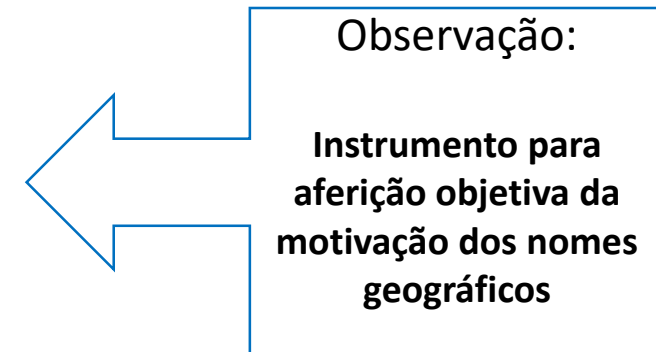 Observação:
Instrumento para
aferição objetiva da
motivação dos nomes
geográficos